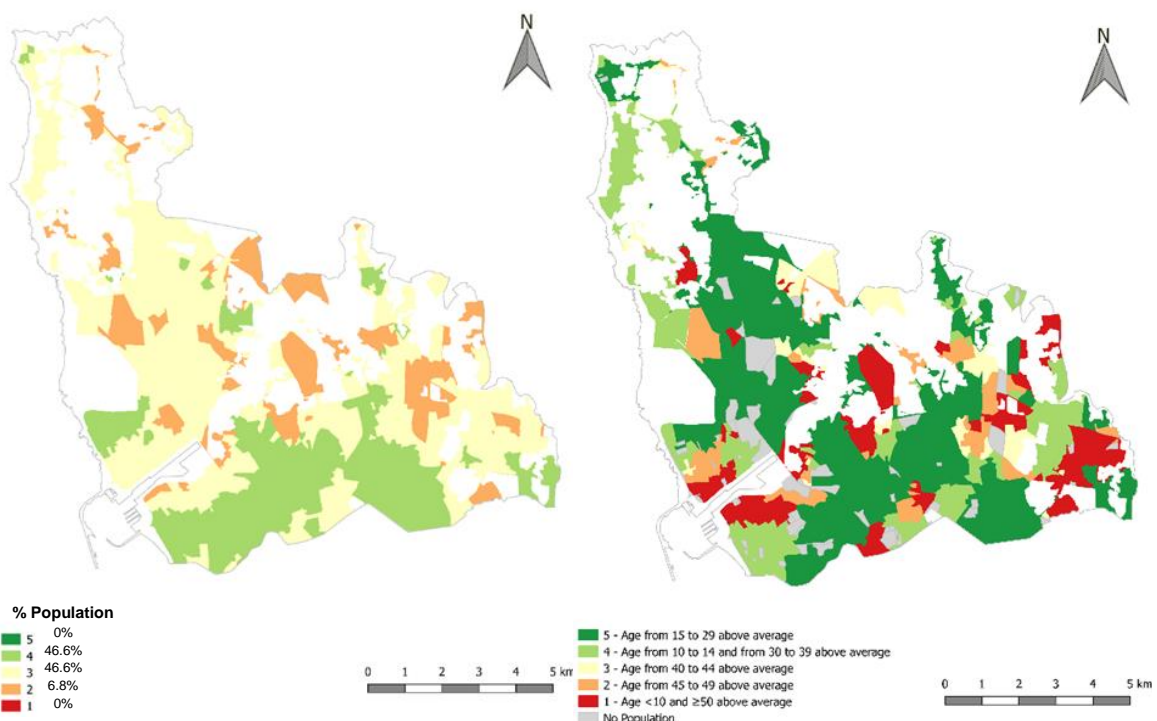 N
N
% Population
5 0%
4 46.6%
3 46.6%
2 6.8%
1 0%
0 1 2 3 4 5 km
5 - Age from 15 to 29 above average
4 - Age from 10 to 14 and from 30 to 39 above average
3 - Age from 40 to 44 above average
2 - Age from 45 to 49 above average
1 - Age <10 and ≥50 above average
No Population
0 1 2 3 4 5 km